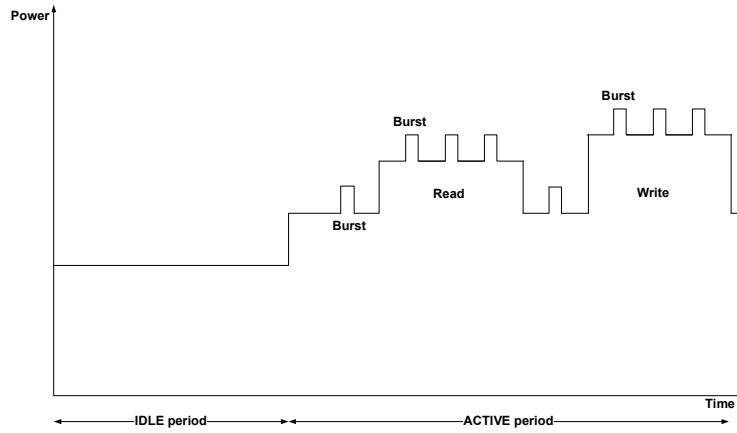 Power
Burst
Burst
Read
Write
Burst
Time
IDLE period
ACTIVE period